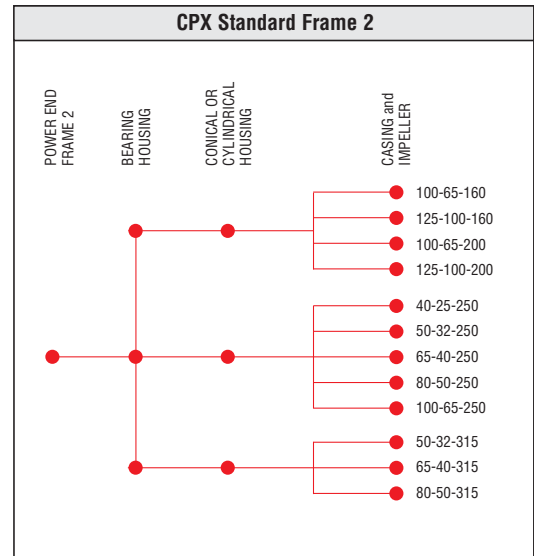 CPX Standard Frame 2
POWER END
FRAME 2
BEARING
HOUSING
CONICAL OR
CYLINDRICAL
HOUSING
CASING and
IMPELLER
100-65-160
125-100-160
100-65-200
125-100-200
40-25-250
50-32-250
65-40-250
80-50-250
100-65-250
50-32-315
65-40-315
80-50-315